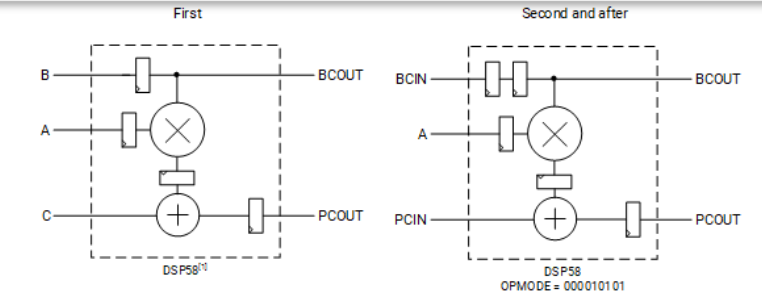 First
Second and after
B
BCOUT
BCIN
BCOUT
A
A
C
PCOUT
PCIN
PCOUT
DSP58[1]
DSP58
OPMODE = 000010101